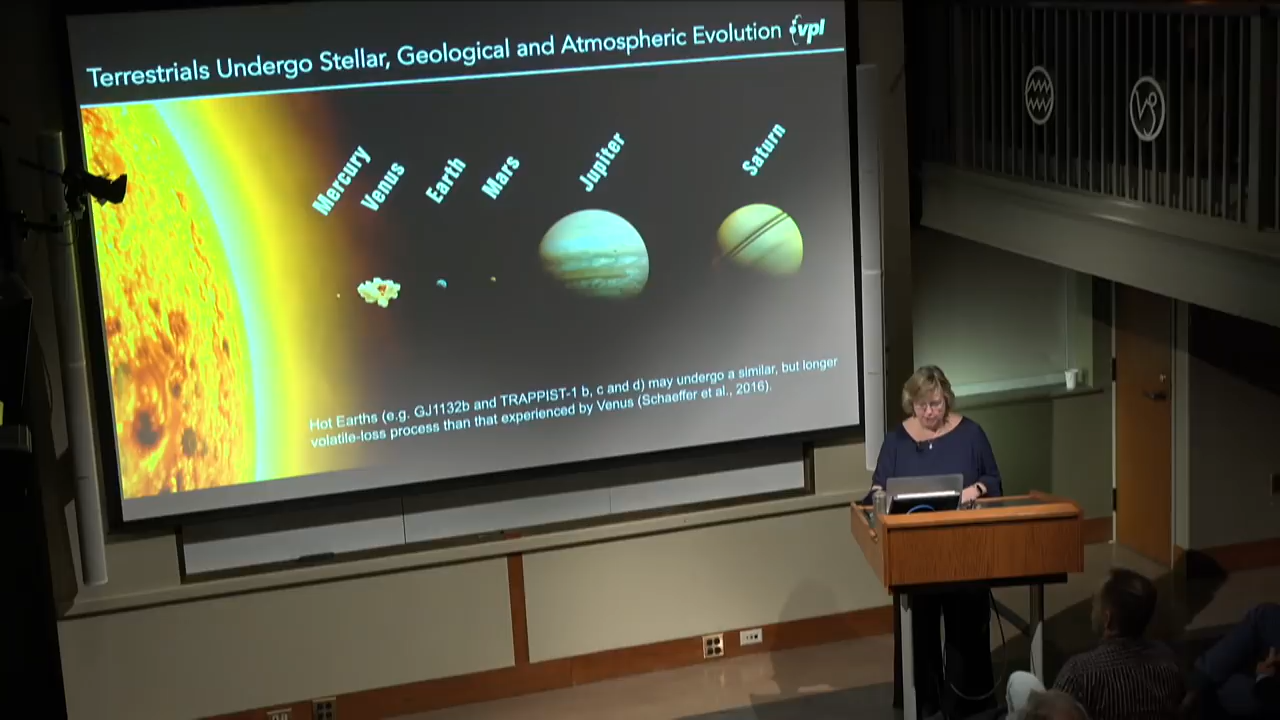 Terrestrials Undergo Stellar, Geological and Atmospheric Evolution
vpl
Mercury
Venus
Earth
Mars
Jupiter
Saturn
Hot Earths (e.g. GJ1132b and TRAPPIST-1 b, c and d) may undergo a similar, but longer
volatile-loss process than that experienced by Venus (Schaeffer et al., 2016).